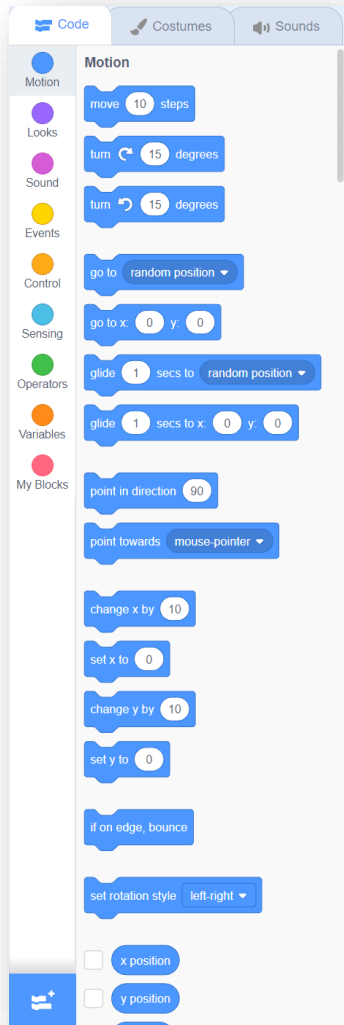 Code Costumes Sounds
Motion
Looks
Sound
Events
Control
Sensing
Operators
Variables
My Blocks
Motion
move 10 steps
turn 15 degrees
turn 15 degrees
go to random position
go to x: 0 y: 0
glide 1 secs to random position
glide 1 secs to x: 0 y: 0
point in direction 90
point towards mouse-pointer
change x by 10
set x to 0
change y by 10
set y to 0
if on edge, bounce
set rotation style left-right
x position
y position